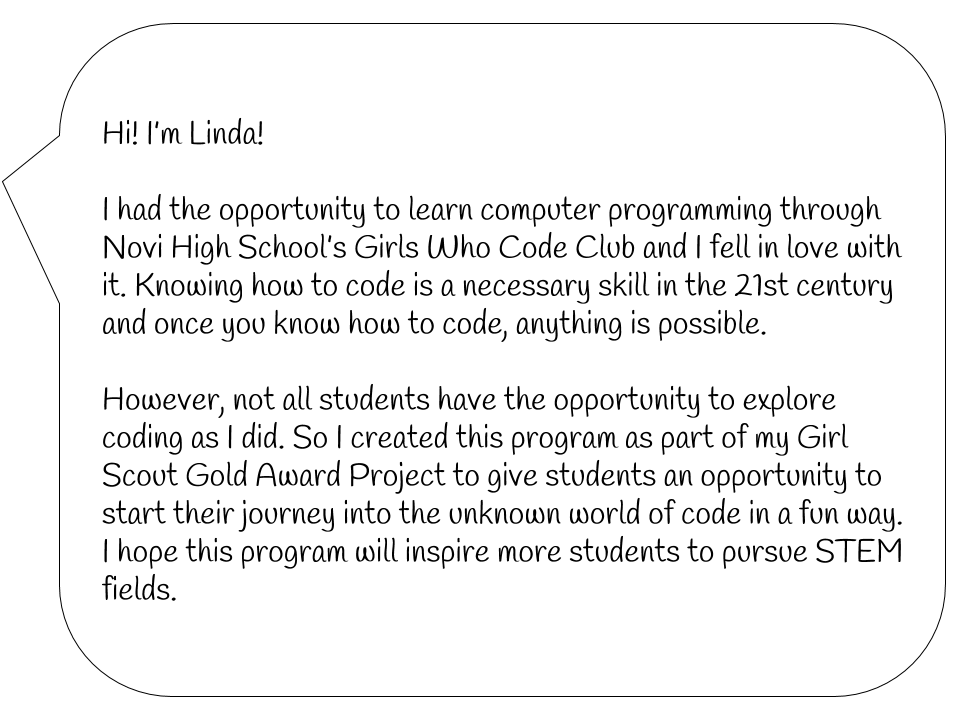 Hi! I'm Linda!
I had the opportunity to learn computer programming through
Novi High School's Girls Who Code Club and I fell in love with
it. Knowing how to code is a necessary skill in the 21st century
and once you know how to code, anything is possible.
However, not all students have the opportunity to explore
coding as I did. So I created this program as part of my Girl
Scout Gold Award Project to give students an opportunity to
start their journey into the unknown world of code in a fun way.
I hope this program will inspire more students to pursue STEM
fields.